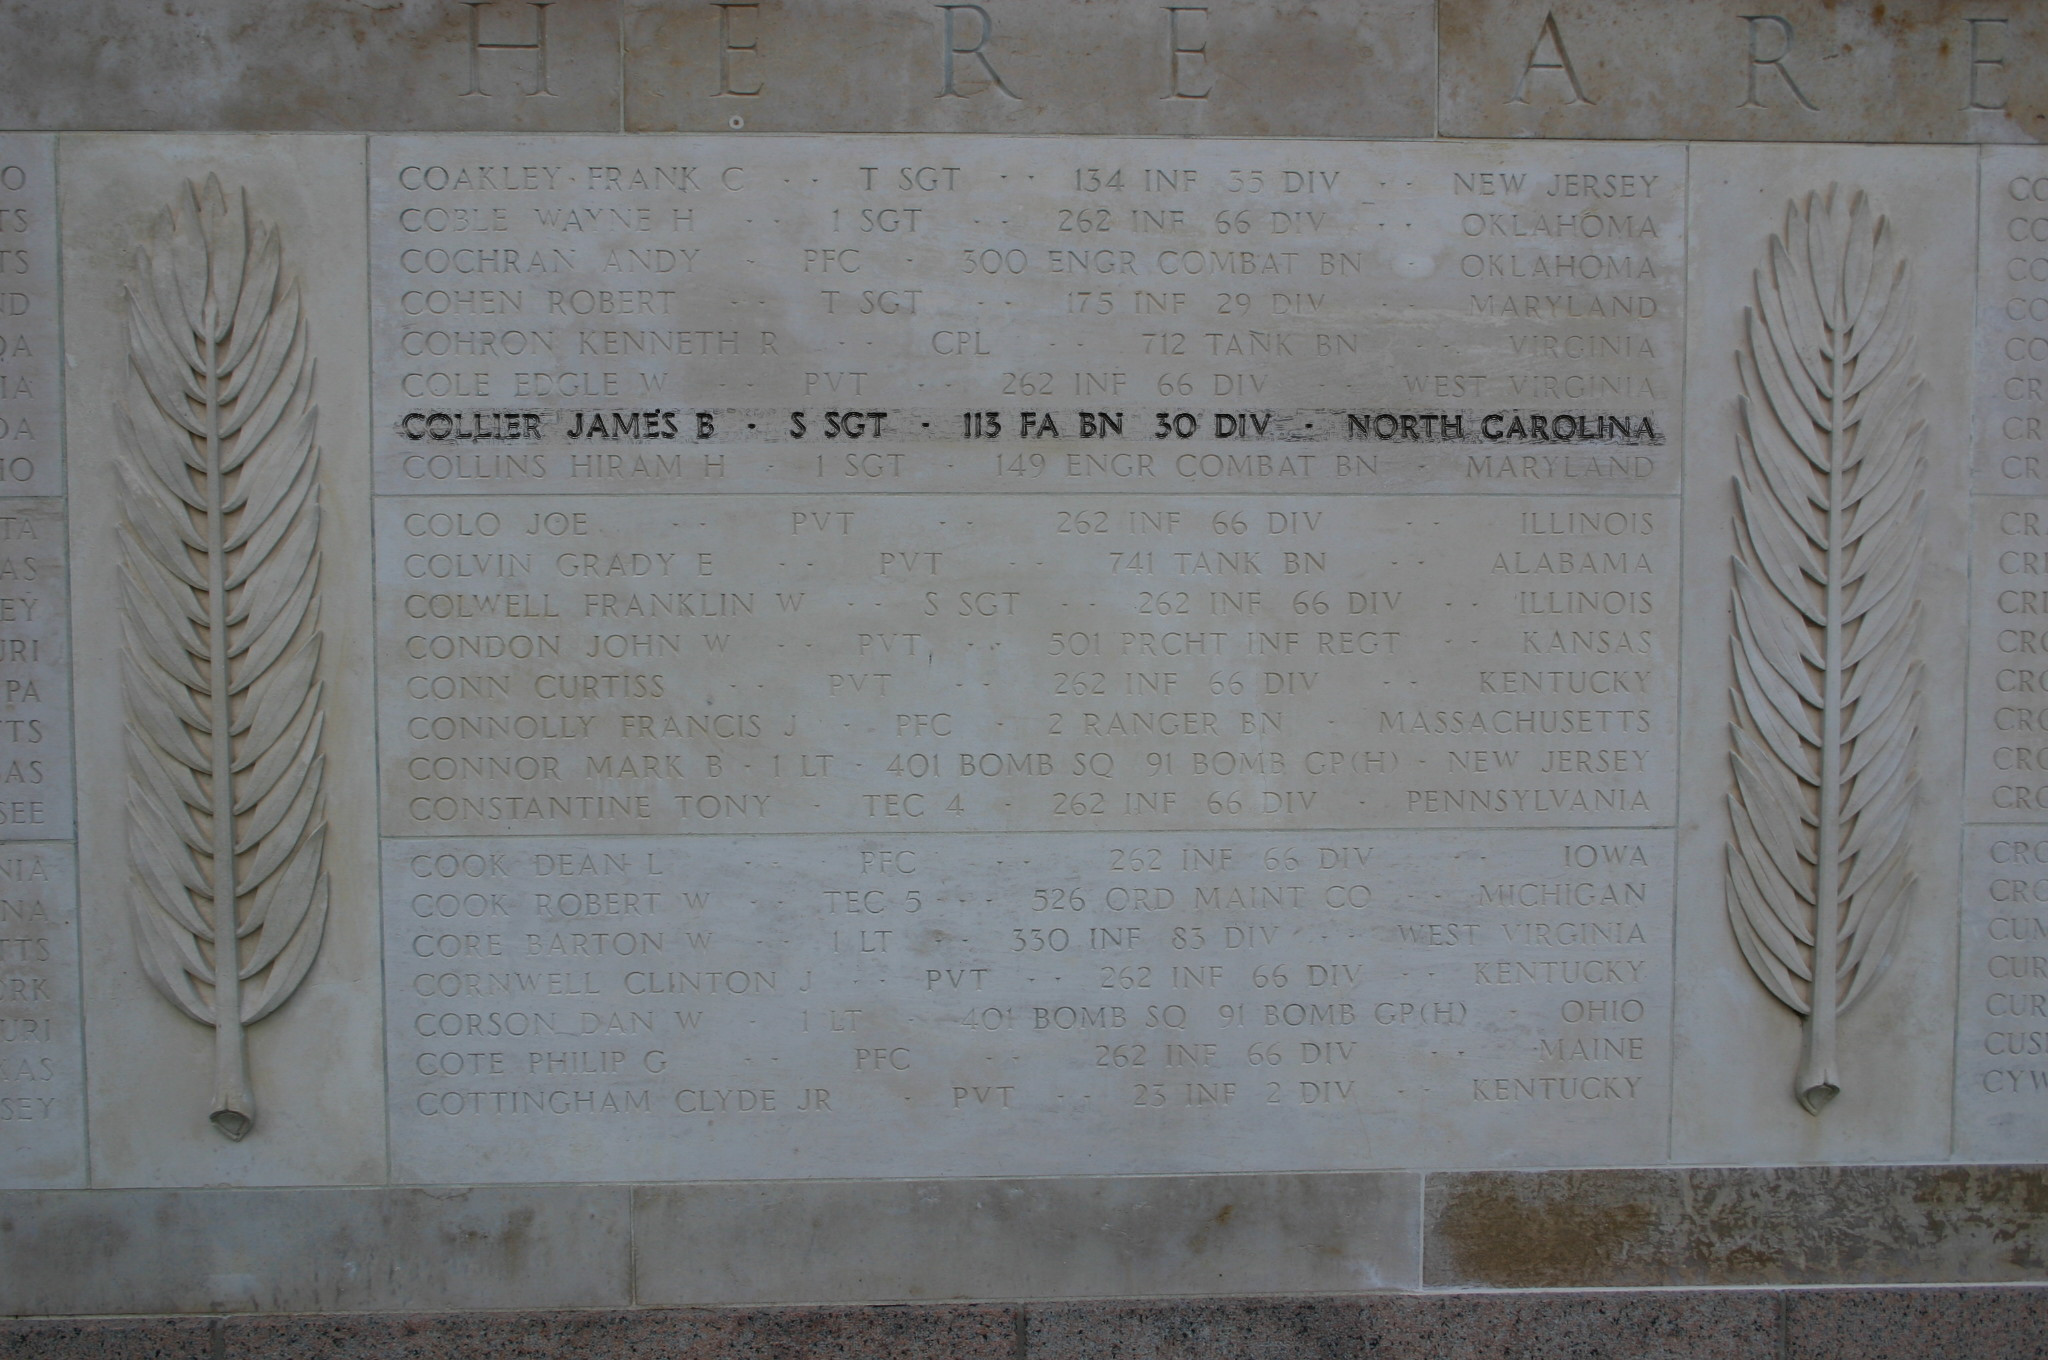 HERE ARE
COAKLEY FRANK C · · T SGT · · 134 INF 35 DIV · · NEW JERSEY
COBLE WAYNE H · · 1 SGT · · 262 INF 66 DIV · · OKLAHOMA
COCHRAN ANDY · PFC · 300 ENGR COMBAT BN · OKLAHOMA
COHEN ROBERT · · T SGT · · 175 INF 29 DIV · · MARYLAND
COHRON KENNETH R · · CPL · · 712 TANK BN · · VIRGINIA
COLE EDGLE W · · PVT · · 262 INF 66 DIV · · WEST VIRGINIA
COLLIER JAMES B · S SGT · 113 FA BN 30 DIV · NORTH CAROLINA
COLLINS HIRAM H · 1 SGT · 149 ENGR COMBAT BN · MARYLAND
COLO JOE · · PVT · · 262 INF 66 DIV · · ILLINOIS
COLVIN GRADY E · · PVT · · 741 TANK BN · · ALABAMA
COLWELL FRANKLIN W · · S SGT · · 262 INF 66 DIV · · ILLINOIS
CONDON JOHN W · · PVT · · 501 PRCHT INF REGT · · KANSAS
CONN CURTISS · · PVT · · 262 INF 66 DIV · · KENTUCKY
CONNOLLY FRANCIS J · PFC · 2 RANGER BN · MASSACHUSETTS
CONNOR MARK B · 1 LT · 401 BOMB SQ 91 BOMB GP(H) · NEW JERSEY
CONSTANTINE TONY · TEC 4 · 262 INF 66 DIV · PENNSYLVANIA
COOK DEAN L · · PFC · · 262 INF 66 DIV · · IOWA
COOK ROBERT W · · TEC 5 · · 526 ORD MAINT CO · · MICHIGAN
CORE BARTON W · · 1 LT · · 330 INF 83 DIV · · WEST VIRGINIA
CORNWELL CLINTON J · · PVT · · 262 INF 66 DIV · · KENTUCKY
CORSON DAN W · 1 LT · 401 BOMB SQ 91 BOMB GP(H) · OHIO
COTE PHILIP G · · PFC · · 262 INF 66 DIV · · MAINE
COTTINGHAM CLYDE JR · PVT · · 23 INF 2 DIV · · KENTUCKY